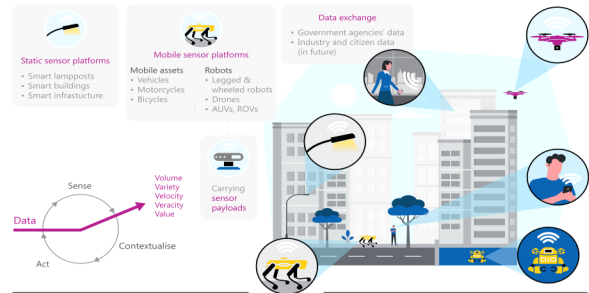 Static sensor platforms
• Smart lampposts
• Smart buildings
• Smart infrastucture
Mobile sensor platforms
Mobile assets
• Vehicles
• Motorcycles
• Bicycles
Robots
• Legged &
wheeled robots
• Drones
• AUVs, ROVs
Data exchange
• Government agencies' data
• Industry and citizen data
(in future)
Carrying
sensor
payloads
Volume
Variety
Velocity
Veracity
Value
Sense
Data
Contextualise
Act